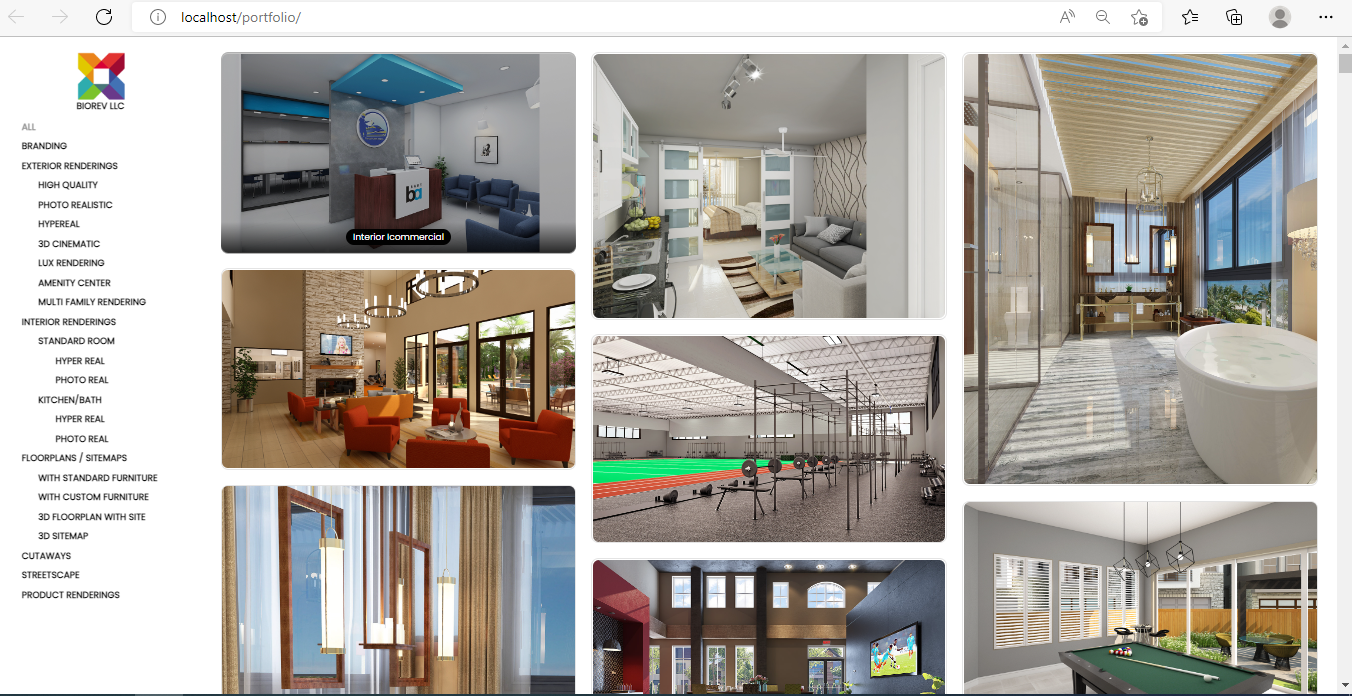 localhost/portfolio/
BIOREV LLC
ALL
BRANDING
EXTERIOR RENDERINGS
HIGH QUALITY
PHOTO REALISTIC
HYPEREAL
3D CINEMATIC
LUX RENDERING
AMENITY CENTER
MULTI FAMILY RENDERING
INTERIOR RENDERINGS
STANDARD ROOM
HYPER REAL
PHOTO REAL
KITCHEN/BATH
HYPER REAL
PHOTO REAL
FLOORPLANS / SITEMAPS
WITH STANDARD FURNITURE
WITH CUSTOM FURNITURE
3D FLOORPLAN WITH SITE
3D SITEMAP
CUTAWAYS
STREETSCAPE
PRODUCT RENDERINGS
Interior Icommercial